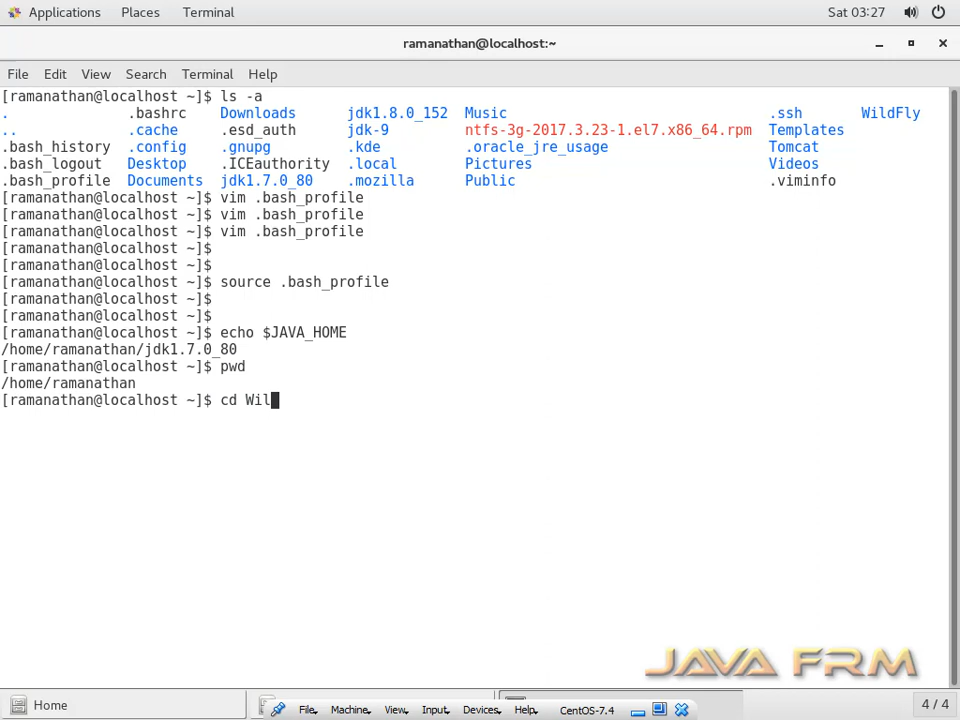 Applications Places Terminal Sat 03:27
ramanathan@localhost:~
File Edit View Search Terminal Help
[ramanathan@localhost ~]$ ls -a
. .bashrc Downloads jdk1.8.0_152 Music .ssh WildFly
.. .cache .esd_auth jdk-9 ntfs-3g-2017.3.23-1.el7.x86_64.rpm Templates
.bash_history .config .gnupg .kde .oracle_jre_usage Tomcat
.bash_logout Desktop .ICEauthority .local Pictures Videos
.bash_profile Documents jdk1.7.0_80 .mozilla Public .viminfo
[ramanathan@localhost ~]$ vim .bash_profile
[ramanathan@localhost ~]$ vim .bash_profile
[ramanathan@localhost ~]$ vim .bash_profile
[ramanathan@localhost ~]$
[ramanathan@localhost ~]$
[ramanathan@localhost ~]$ source .bash_profile
[ramanathan@localhost ~]$
[ramanathan@localhost ~]$
[ramanathan@localhost ~]$ echo $JAVA_HOME
/home/ramanathan/jdk1.7.0_80
[ramanathan@localhost ~]$ pwd
/home/ramanathan
[ramanathan@localhost ~]$ cd Wil
JAVA FRM
Home File Machine View Input Devices Help CentOS-7.4 4 / 4